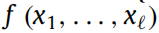 f (x₁, . . . , xℓ)